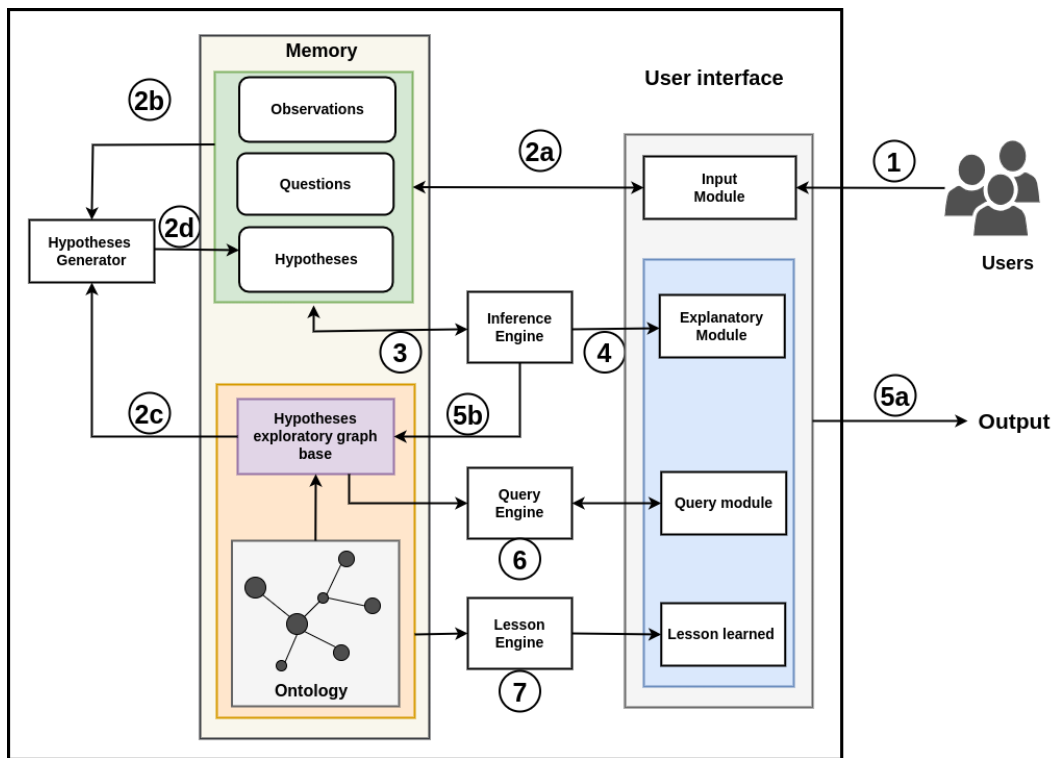 Memory
User interface
2b
Observations
2a
1
Questions
Input
Module
2d
Hypotheses
Generator
Hypotheses
Users
3
Inference
Engine
4
Explanatory
Module
2c
Hypotheses
exploratory graph
base
5b
5a
Output
Query
Engine
Query module
6
Lesson
Engine
Lesson learned
7
Ontology